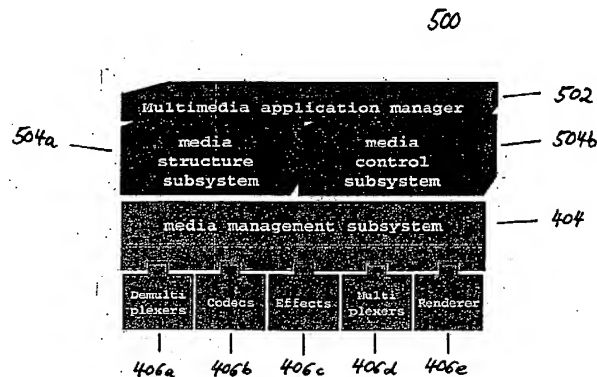 500
Multimedia application manager
502
504a
media structure subsystem
media control subsystem
504b
media management subsystem
404
Demulti plexers
Codecs
Effects
Multi plexers
Renderer
406a
406b
406c
406d
406e